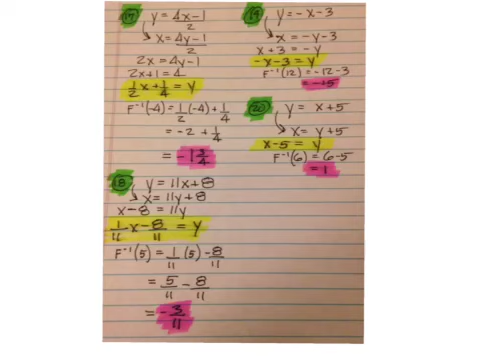 17 y = 4x-1/2
x = 4y-1/2
2x = 4y-1
2x+1 = 4
1/2x + 1/4 = y
F⁻¹(-4) = 1/2(-4) + 1/4
= -2 + 1/4
= -1 3/4
18 y = 11x+8
x = 11y+8
x-8 = 11y
1/11x - 8/11 = y
F⁻¹(5) = 1/11(5) - 8/11
= 5/11 - 8/11
= -3/11
19 y = -x-3
x = -y-3
x+3 = -y
-x-3 = y
F⁻¹(12) = -12-3
= -15
20 y = x+5
x = y+5
x-5 = y
F⁻¹(6) = 6-5
= 1